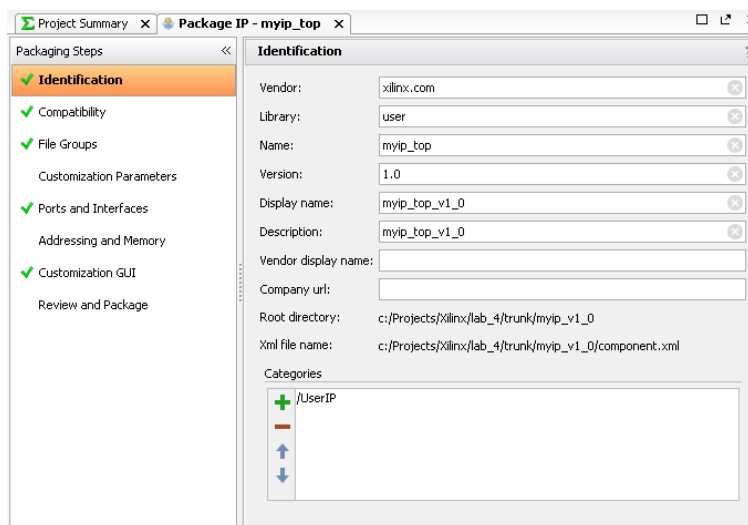 Project Summary
Package IP - myip_top
Packaging Steps
Identification
Compatibility
File Groups
Customization Parameters
Ports and Interfaces
Addressing and Memory
Customization GUI
Review and Package
Identification
Vendor: xilinx.com
Library: user
Name: myip_top
Version: 1.0
Display name: myip_top_v1_0
Description: myip_top_v1_0
Vendor display name:
Company url:
Root directory: c:/Projects/Xilinx/lab_4/trunk/myip_v1_0
Xml file name: c:/Projects/Xilinx/lab_4/trunk/myip_v1_0/component.xml
Categories
/UserIP